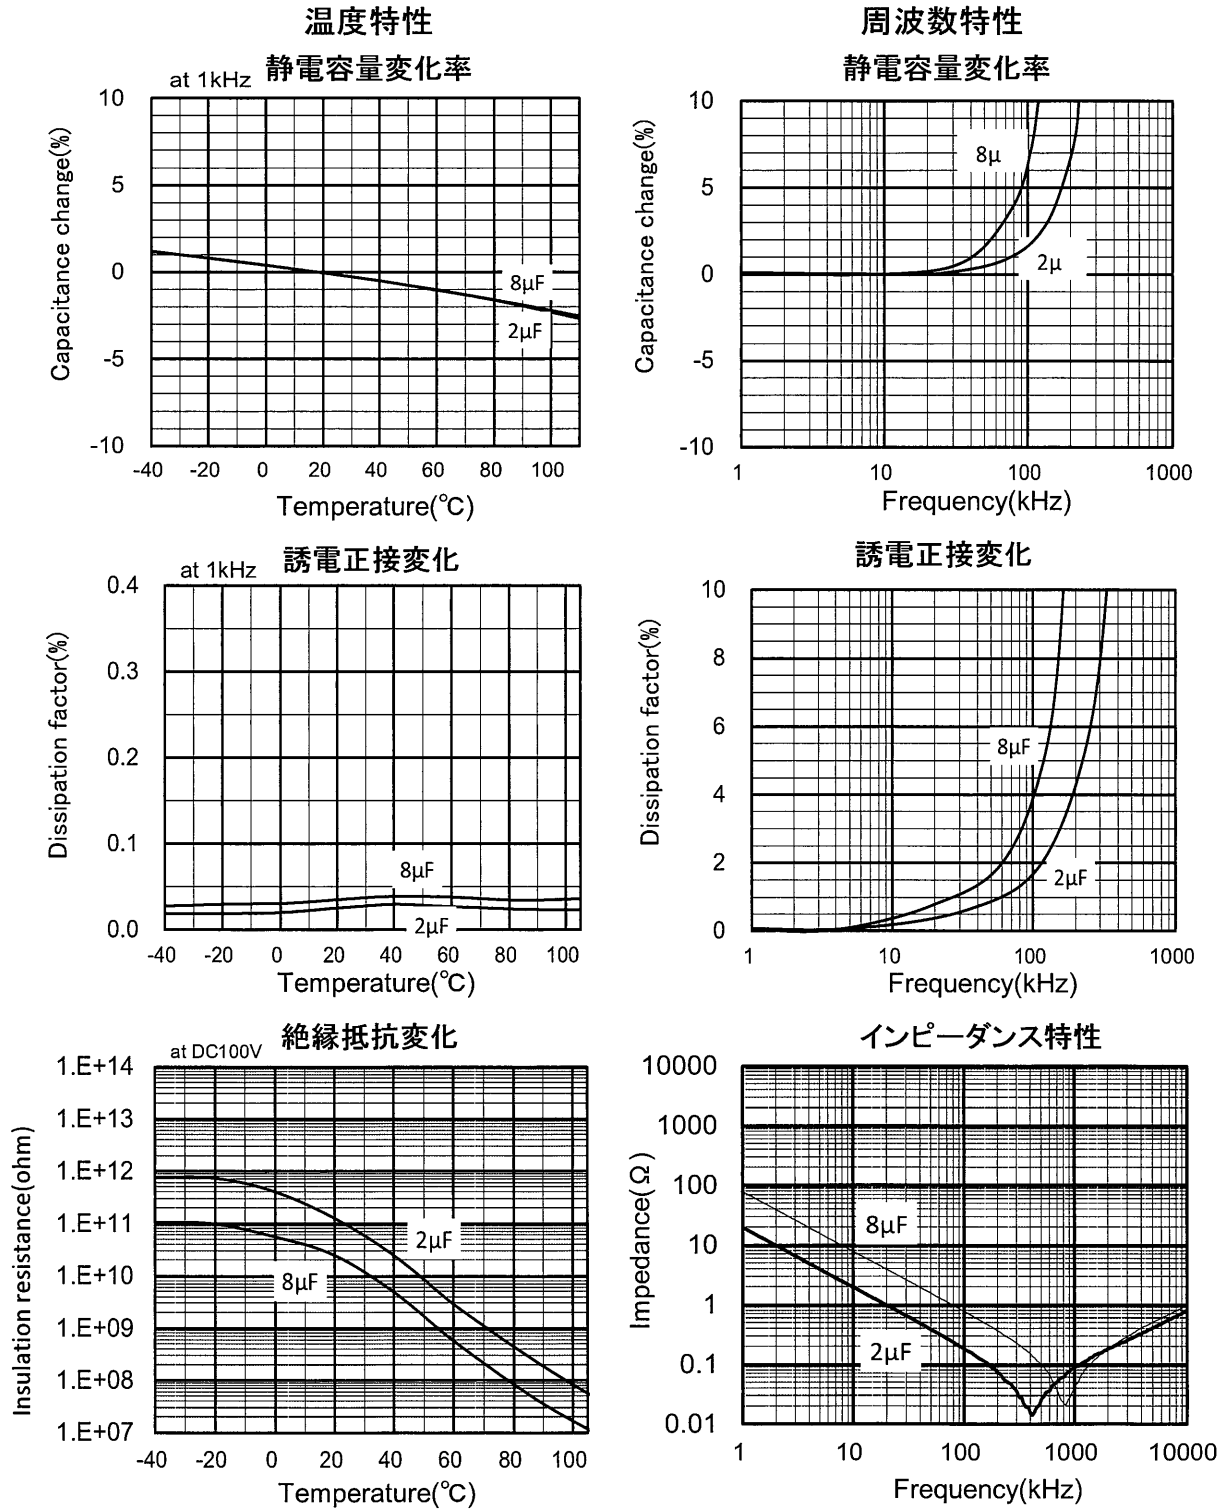 温度特性
at 1kHz 静電容量変化率
Capacitance change(%)
10
5
0
-5
-10
8μF
2μF
-40 -20 0 20 40 60 80 100
Temperature(℃)
周波数特性
静電容量変化率
Capacitance change(%)
10
5
0
-5
-10
8μ
2μ
1 10 100 1000
Frequency(kHz)
at 1kHz 誘電正接変化
Dissipation factor(%)
0.4
0.3
0.2
0.1
0.0
8μF
2μF
-40 -20 0 20 40 60 80 100
Temperature(℃)
誘電正接変化
Dissipation factor(%)
10
8
6
4
2
0
8μF
2μF
1 10 100 1000
Frequency(kHz)
at DC100V 絶縁抵抗変化
Insulation resistance(ohm)
1.E+14
1.E+13
1.E+12
1.E+11
1.E+10
1.E+09
1.E+08
1.E+07
2μF
8μF
-40 -20 0 20 40 60 80 100
Temperature(℃)
インピーダンス特性
Impedance(Ω)
10000
1000
100
10
1
0.1
0.01
8μF
2μF
1 10 100 1000 10000
Frequency(kHz)